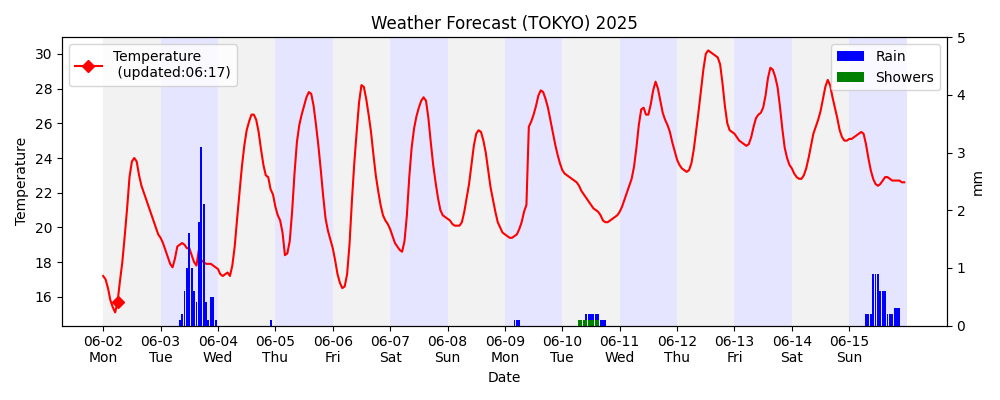 Weather Forecast (TOKYO) 2025
Temperature
(updated:06:17)
Rain
Showers
Temperature
30
28
26
24
22
20
18
16
5
4
3
2
1
0
mm
06-02 06-03 06-04 06-05 06-06 06-07 06-08 06-09 06-10 06-11 06-12 06-13 06-14 06-15
Mon Tue Wed Thu Fri Sat Sun Mon Tue Wed Thu Fri Sat Sun
Date